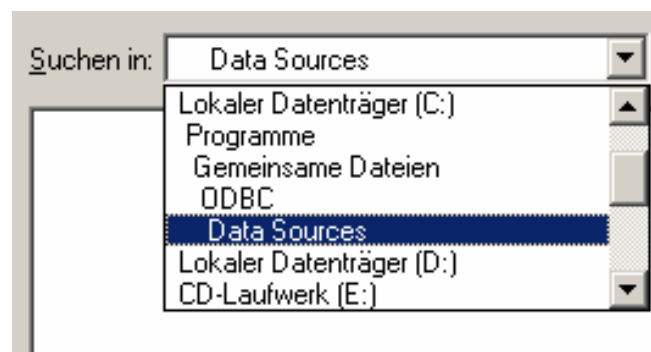 Suchen in: Data Sources
Lokaler Datenträger (C:)
Programme
Gemeinsame Dateien
ODBC
Data Sources
Lokaler Datenträger (D:)
CD-Laufwerk (E:)